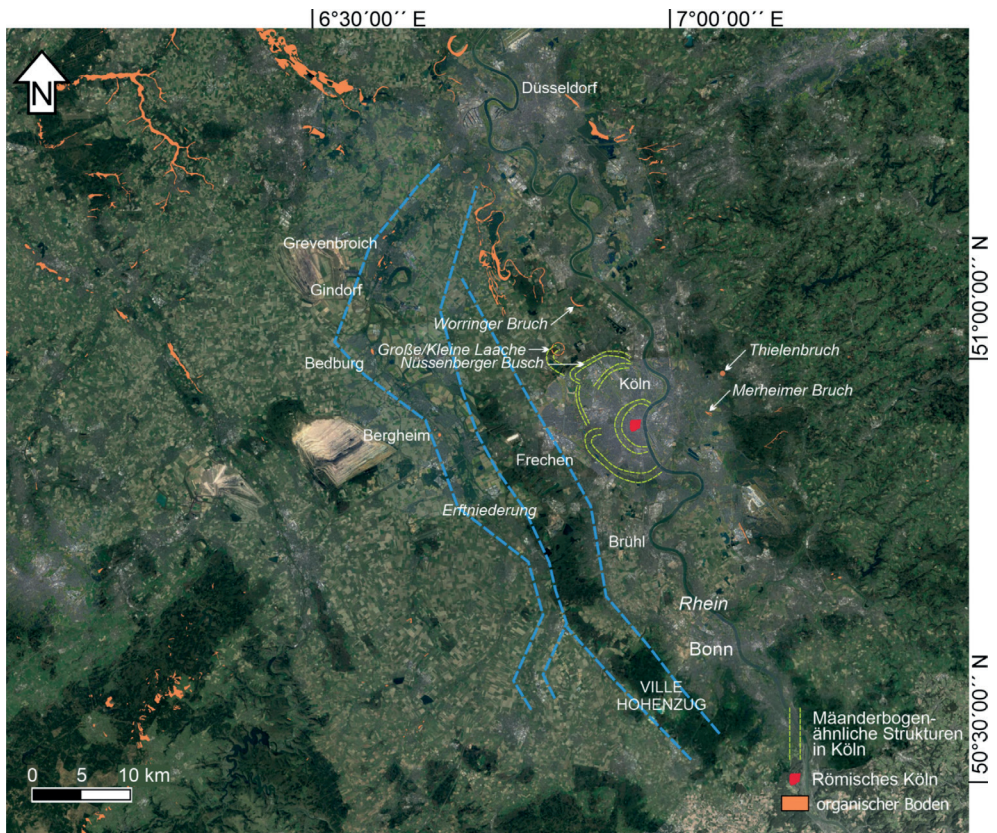 6°30′00′′ E
7°00′00′′ E
N
Düsseldorf
Grevenbroich
Gindorf
51°00′00′′ N
Worringer Bruch
Große/Kleine Laache
Nüssenberger Busch
Thielenbruch
Bedburg
Köln
Merheimer Bruch
Bergheim
Frechen
Erftniederung
Brühl
Rhein
Bonn
VILLE
HOHENZUG
50°30′00′′ N
Mäanderbogen-
ähnliche Strukturen
in Köln
Römisches Köln
organischer Boden
0 5 10 km